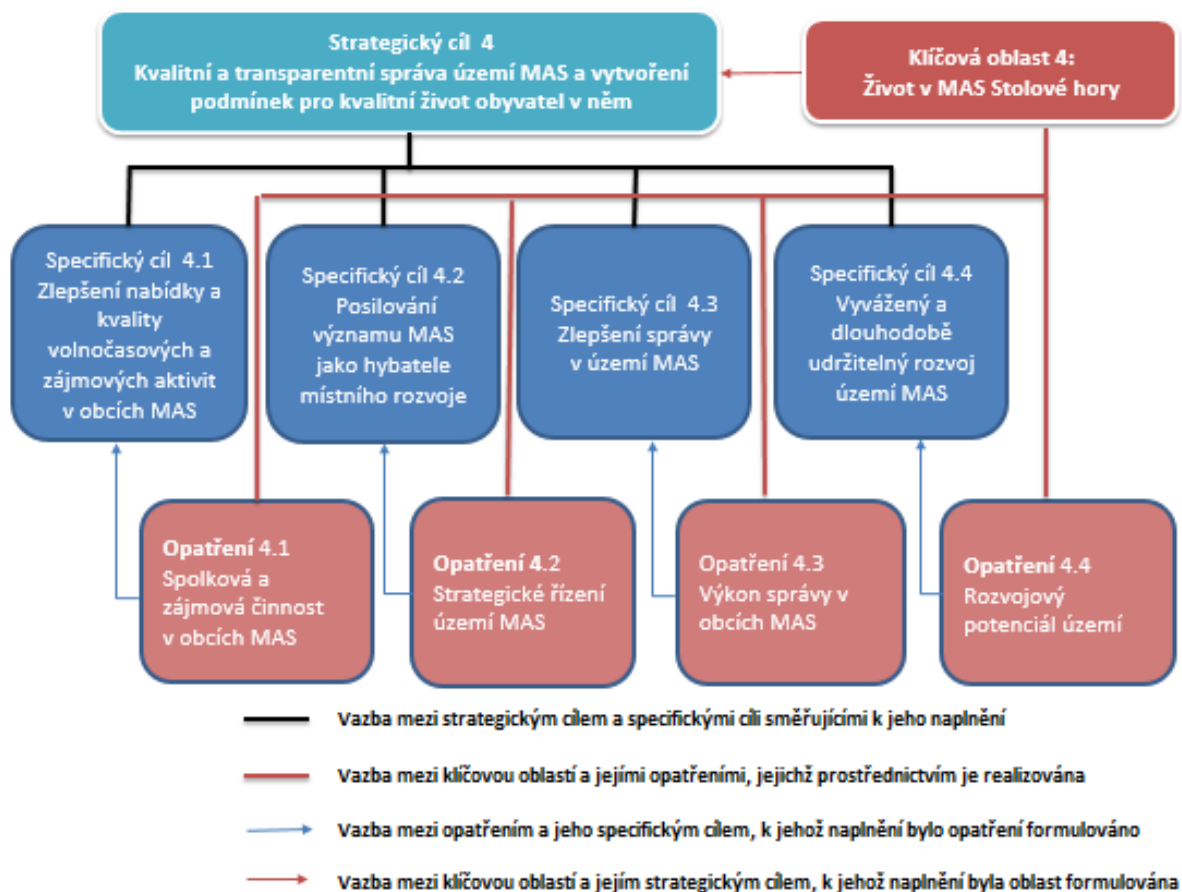 Strategický cíl 4
Kvalitní a transparentní správa území MAS a vytvoření
podmínek pro kvalitní život obyvatel v něm
Klíčová oblast 4:
Život v MAS Stolové hory
Specifický cíl 4.1
Zlepšení nabídky a
kvality
volnočasových a
zájmových aktivit
v obcích MAS
Specifický cíl 4.2
Posilování
významu MAS
jako hybatele
místního rozvoje
Specifický cíl 4.3
Zlepšení správy
v území MAS
Specifický cíl 4.4
Vyvážený a
dlouhodobě
udržitelný rozvoj
území MAS
Opatření 4.1
Spolková a
zájmová činnost
v obcích MAS
Opatření 4.2
Strategické řízení
území MAS
Opatření 4.3
Výkon správy v
obcích MAS
Opatření 4.4
Rozvojový
potenciál území
Vazba mezi strategickým cílem a specifickými cíli směřujícími k jeho naplnění
Vazba mezi klíčovou oblastí a jejími opatřeními, jejichž prostřednictvím je realizována
Vazba mezi opatřením a jeho specifickým cílem, k jehož naplnění bylo opatření formulováno
Vazba mezi klíčovou oblastí a jejím strategickým cílem, k jehož naplnění byla oblast formulována